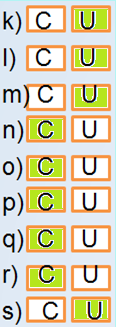 k) C U
l) C U
m) C U
n) C U
o) C U
p) C U
q) C U
r) C U
s) C U